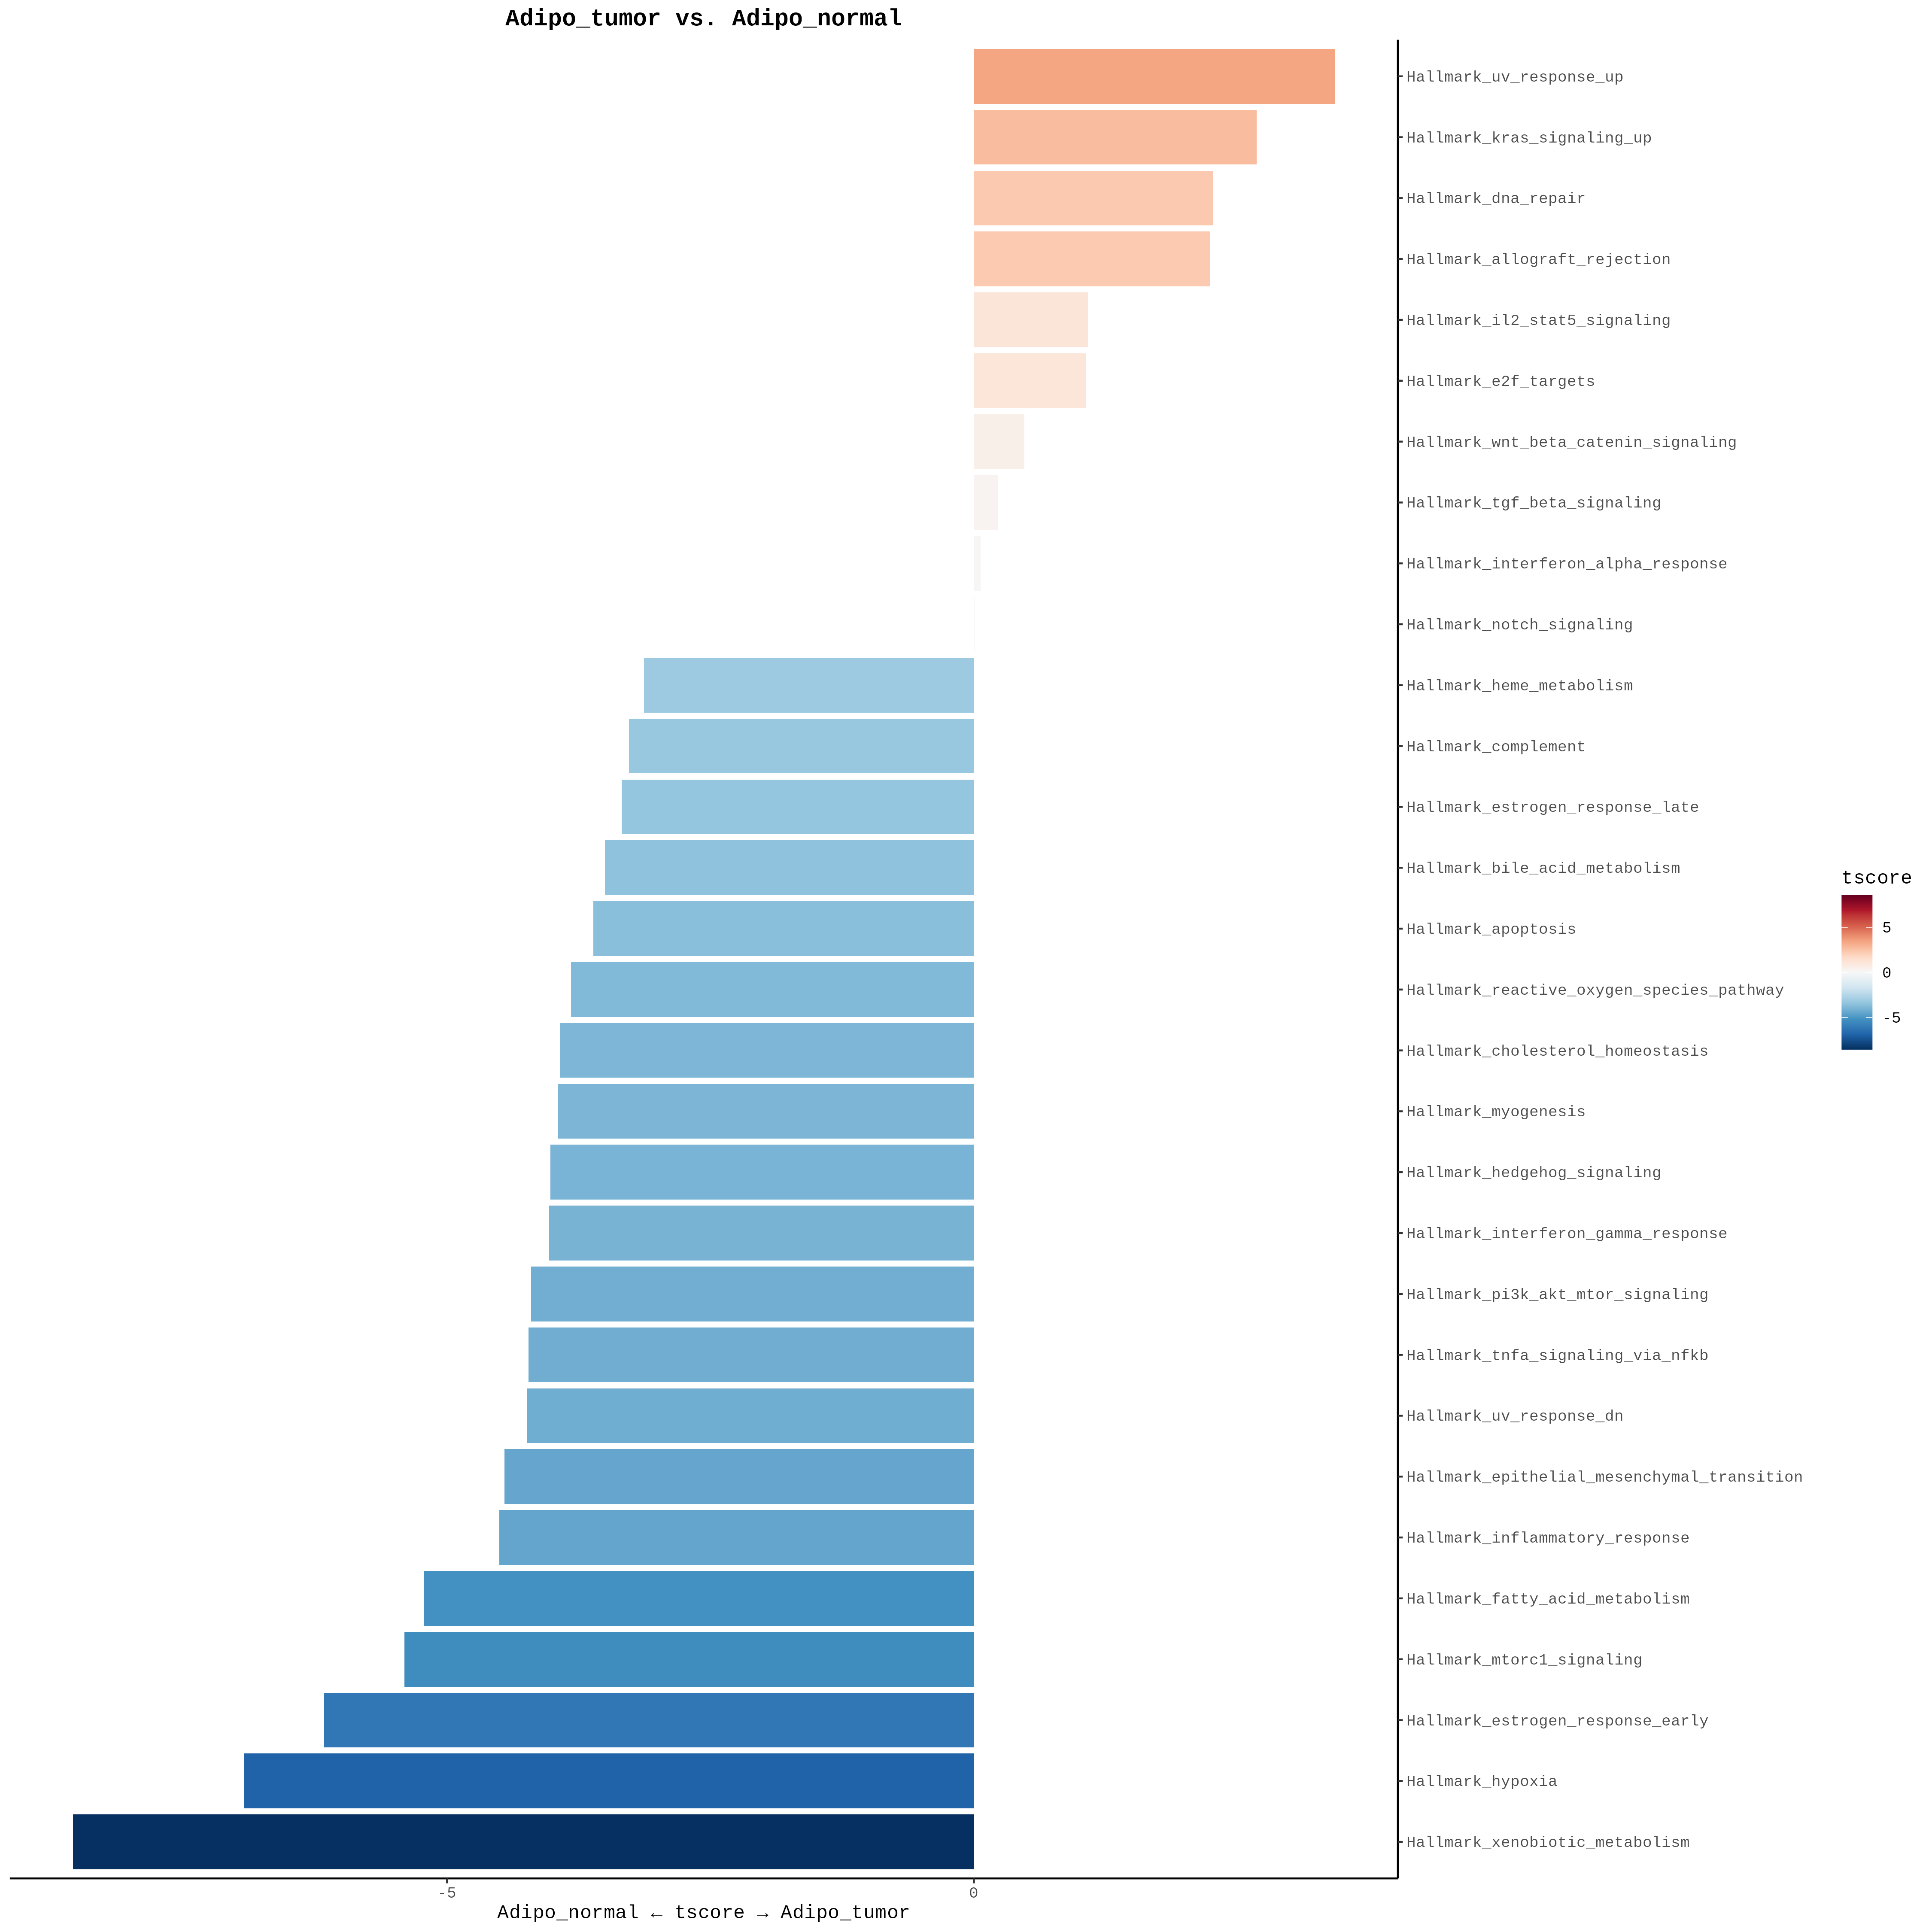 Adipo_tumor vs. Adipo_normal
Hallmark_uv_response_up
Hallmark_kras_signaling_up
Hallmark_dna_repair
Hallmark_allograft_rejection
Hallmark_il2_stat5_signaling
Hallmark_e2f_targets
Hallmark_wnt_beta_catenin_signaling
Hallmark_tgf_beta_signaling
Hallmark_interferon_alpha_response
Hallmark_notch_signaling
Hallmark_heme_metabolism
Hallmark_complement
Hallmark_estrogen_response_late
Hallmark_bile_acid_metabolism
Hallmark_apoptosis
Hallmark_reactive_oxygen_species_pathway
Hallmark_cholesterol_homeostasis
Hallmark_myogenesis
Hallmark_hedgehog_signaling
Hallmark_interferon_gamma_response
Hallmark_pi3k_akt_mtor_signaling
Hallmark_tnfa_signaling_via_nfkb
Hallmark_uv_response_dn
Hallmark_epithelial_mesenchymal_transition
Hallmark_inflammatory_response
Hallmark_fatty_acid_metabolism
Hallmark_mtorc1_signaling
Hallmark_estrogen_response_early
Hallmark_hypoxia
Hallmark_xenobiotic_metabolism
-5 0
Adipo_normal ← tscore → Adipo_tumor
tscore
5
0
-5